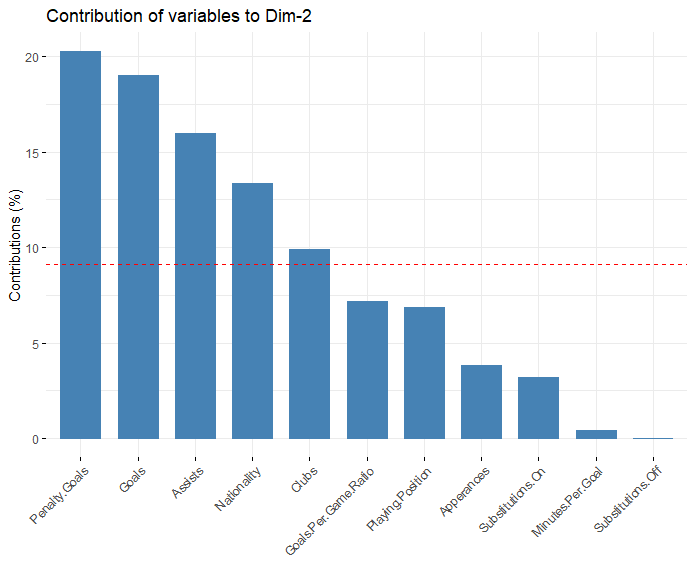 Contribution of variables to Dim-2
Contributions (%)
20
15
10
5
0
Penalty.Goals
Goals
Assists
Nationality
Clubs
Goals.Per.Game.Ratio
Playing.Position
Apperances
Substitutions.On
Minutes.Per.Goal
Substitutions.Off